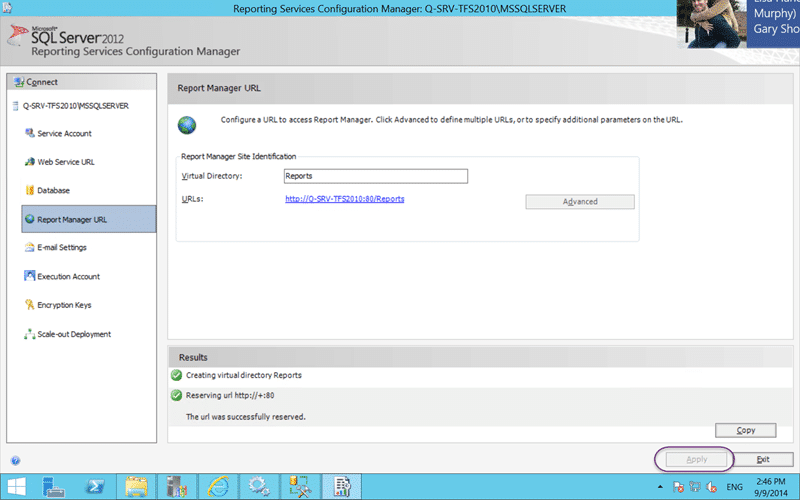 Reporting Services Configuration Manager: Q-SRV-TFS2010\MSSQLSERVER
Murphy)
Gary Sho
Microsoft
SQL Server 2012
Reporting Services Configuration Manager
Connect
Q-SRV-TFS2010\MSSQLSERVER
Service Account
Web Service URL
Database
Report Manager URL
E-mail Settings
Execution Account
Encryption Keys
Scale-out Deployment
Report Manager URL
Configure a URL to access Report Manager. Click Advanced to define multiple URLs, or to specify additional parameters on the URL.
Report Manager Site Identification
Virtual Directory:
Reports
URLs:
http://Q-SRV-TFS2010:80/Reports
Advanced
Results
Creating virtual directory Reports
Reserving url http://+:80
The url was successfully reserved.
Copy
Apply
Exit
ENG
2:46 PM
9/9/2014